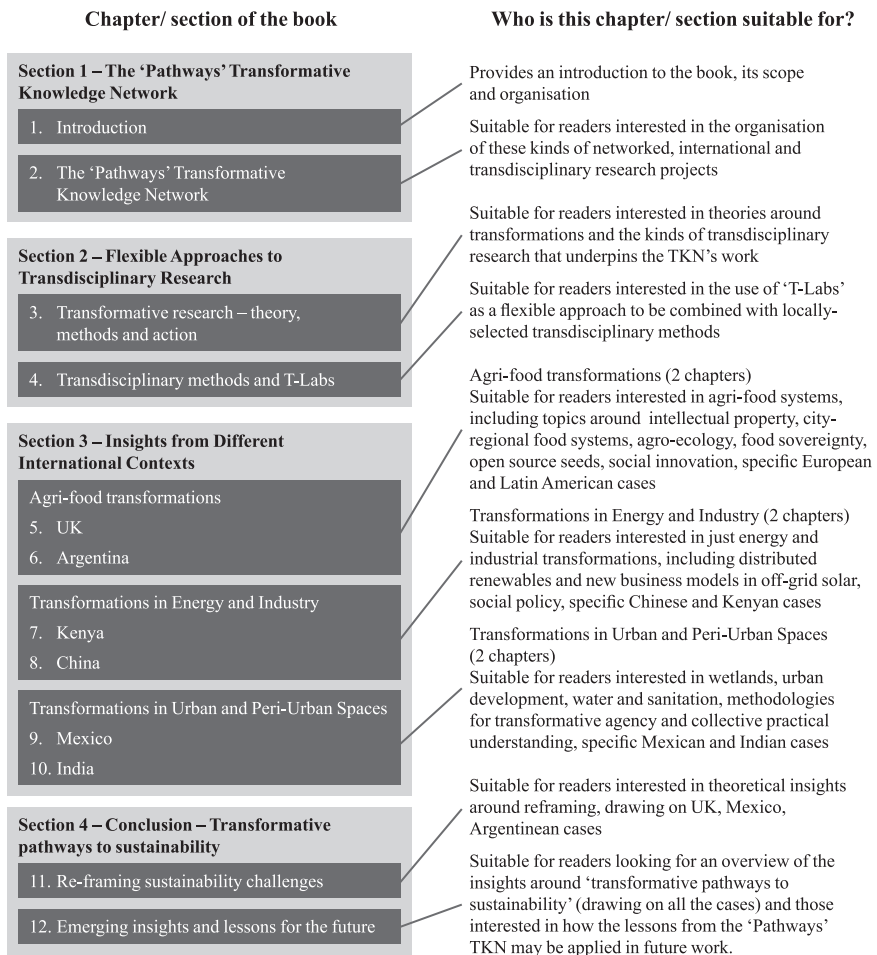 Chapter/ section of the book
Section 1 – The ‘Pathways’ Transformative
Knowledge Network
1. Introduction
2. The ‘Pathways’ Transformative
Knowledge Network
Section 2 – Flexible Approaches to
Transdisciplinary Research
3. Transformative research – theory,
methods and action
4. Transdisciplinary methods and T-Labs
Section 3 – Insights from Different
International Contexts
Agri-food transformations
5. UK
6. Argentina
Transformations in Energy and Industry
7. Kenya
8. China
Transformations in Urban and Peri-Urban Spaces
9. Mexico
10. India
Section 4 – Conclusion – Transformative
pathways to sustainability
11. Re-framing sustainability challenges
12. Emerging insights and lessons for the future
Who is this chapter/ section suitable for?
Provides an introduction to the book, its scope
and organisation
Suitable for readers interested in the organisation
of these kinds of networked, international and
transdisciplinary research projects
Suitable for readers interested in theories around
transformations and the kinds of transdisciplinary
research that underpins the TKN’s work
Suitable for readers interested in the use of ‘T-Labs’
as a flexible approach to be combined with locally-
selected transdisciplinary methods
Agri-food transformations (2 chapters)
Suitable for readers interested in agri-food systems,
including topics around intellectual property, city-
regional food systems, agro-ecology, food sovereignty,
open source seeds, social innovation, specific European
and Latin American cases
Transformations in Energy and Industry (2 chapters)
Suitable for readers interested in just energy and
industrial transformations, including distributed
renewables and new business models in off-grid solar,
social policy, specific Chinese and Kenyan cases
Transformations in Urban and Peri-Urban Spaces
(2 chapters)
Suitable for readers interested in wetlands, urban
development, water and sanitation, methodologies
for transformative agency and collective practical
understanding, specific Mexican and Indian cases
Suitable for readers interested in theoretical insights
around reframing, drawing on UK, Mexico,
Argentinean cases
Suitable for readers looking for an overview of the
insights around ‘transformative pathways to
sustainability’ (drawing on all the cases) and those
interested in how the lessons from the ‘Pathways’
TKN may be applied in future work.